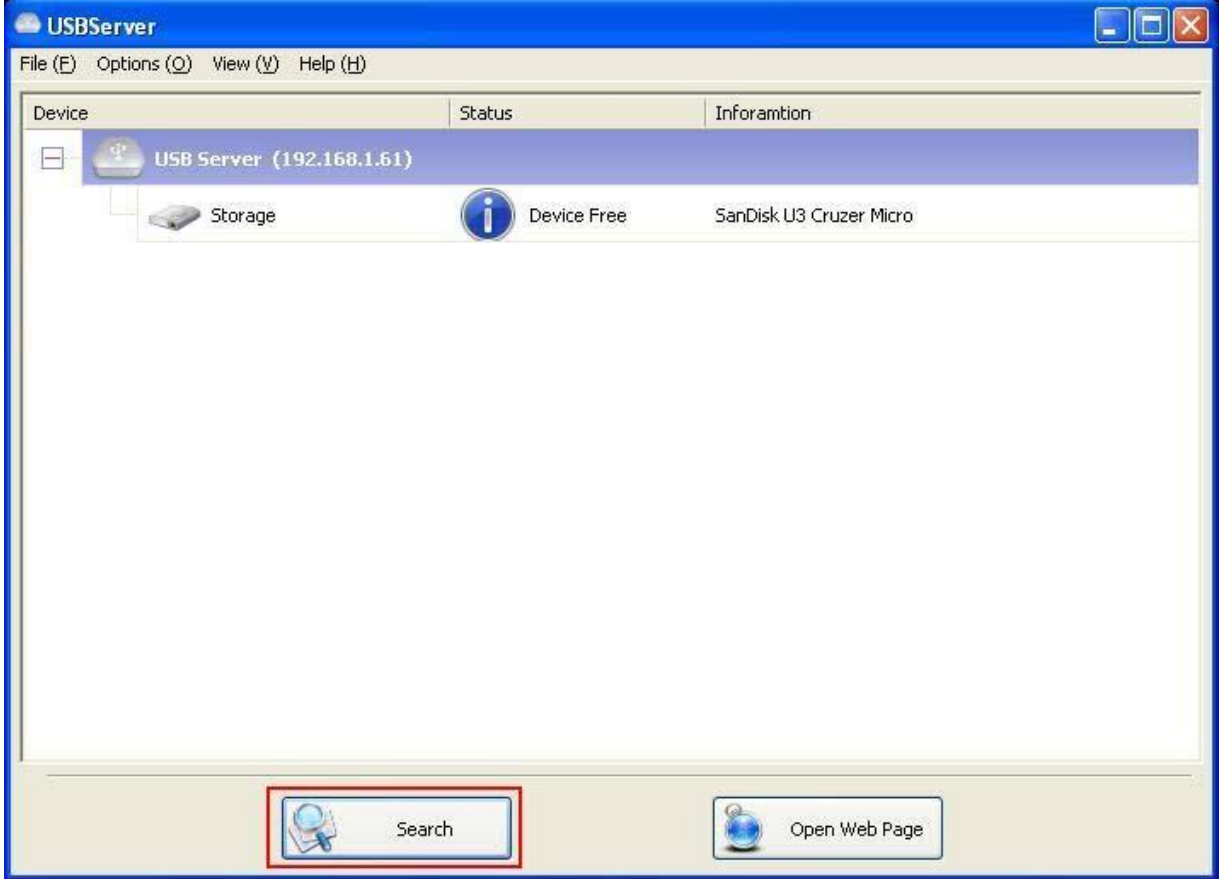 USBServer
File (F) Options (O) View (V) Help (H)
Device Status Inforamtion
USB Server (192.168.1.61)
Storage Device Free SanDisk U3 Cruzer Micro
Search Open Web Page